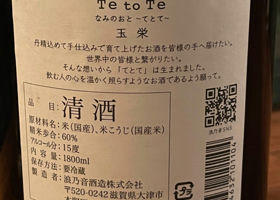 Te to Te
なみのおと ~てとて~
玉 栄
丹精込めて手仕込みで育て上げたお酒を皆様の手へ届けたい。
世界中の皆様と繋がりたい。
そんな想いから「てとて」は生まれました。
飲む人の心を温かく照らすようなお酒であるよう願って。
品 目：清酒
原材料名：米（国産）、米こうじ（国産米）
精米歩合：60%
アルコール分：15度
内容量：1800ml
保存方法：要冷蔵
製造者：浪乃音酒造株式会社
〒520-0242 滋賀県大津市
浪乃音SNS